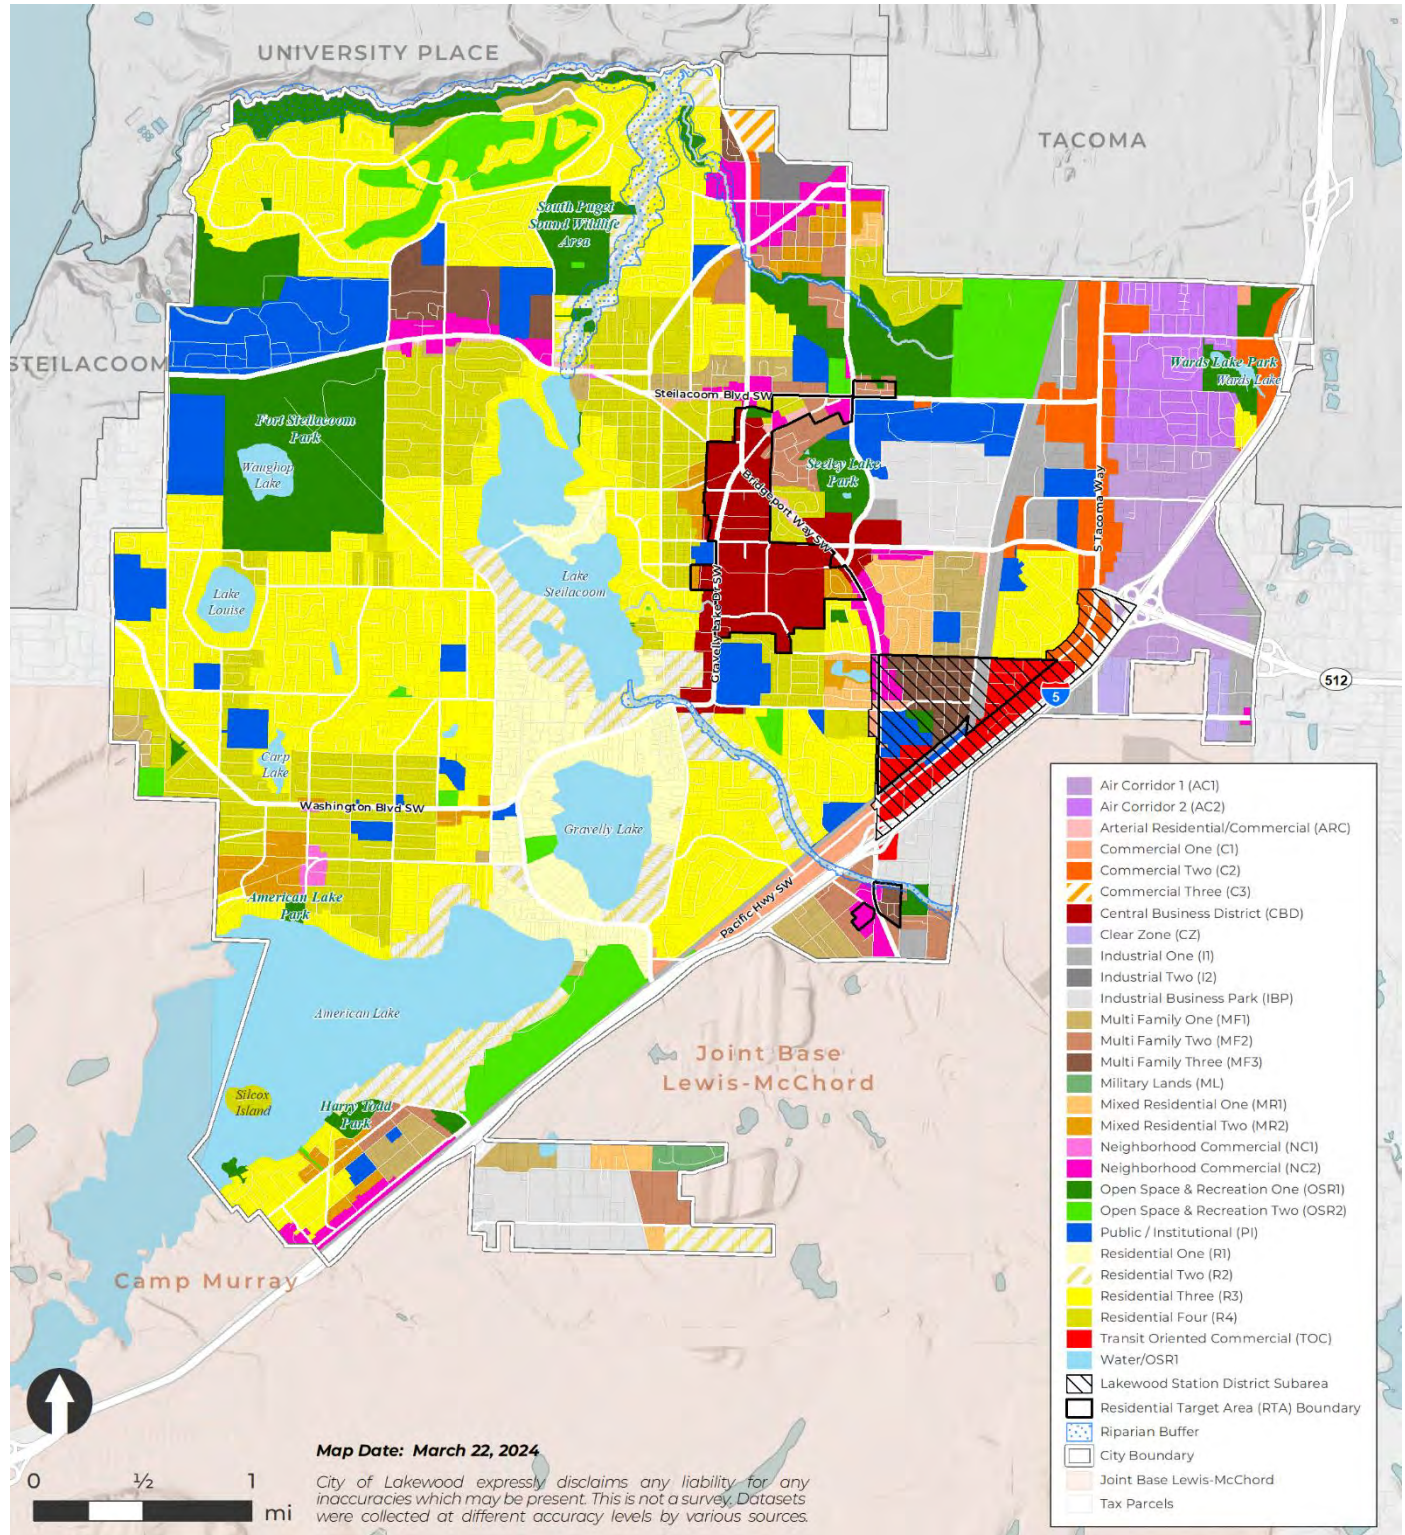 UNIVERSITY PLACE
TACOMA
South Puget
Sound Wildlife
Area
STEILACOOM
Wards Lake Park
Wards Lake
Steilacoom Blvd SW
Fort Steilacoom
Park
Waughop
Lake
Seeley Lake
Park
Bridgeport Way SW
S Tacoma Way
Lake
Steilacoom
Lake
Louise
Gravelly Lake Dr SW
512
5
Carp
Lake
Washington Blvd SW
Gravelly Lake
American Lake
Park
Pacific Hwy SW
American Lake
Joint Base
Lewis-McChord
Silcox
Island
Harry Todd
Park
Camp Murray
Air Corridor 1 (AC1)
Air Corridor 2 (AC2)
Arterial Residential/Commercial (ARC)
Commercial One (C1)
Commercial Two (C2)
Commercial Three (C3)
Central Business District (CBD)
Clear Zone (CZ)
Industrial One (I1)
Industrial Two (I2)
Industrial Business Park (IBP)
Multi Family One (MF1)
Multi Family Two (MF2)
Multi Family Three (MF3)
Military Lands (ML)
Mixed Residential One (MR1)
Mixed Residential Two (MR2)
Neighborhood Commercial (NC1)
Neighborhood Commercial (NC2)
Open Space & Recreation One (OSR1)
Open Space & Recreation Two (OSR2)
Public / Institutional (PI)
Residential One (R1)
Residential Two (R2)
Residential Three (R3)
Residential Four (R4)
Transit Oriented Commercial (TOC)
Water/OSR1
Lakewood Station District Subarea
Residential Target Area (RTA) Boundary
Riparian Buffer
City Boundary
Joint Base Lewis-McChord
Tax Parcels
Map Date: March 22, 2024
0 ½ 1
mi
City of Lakewood expressly disclaims any liability for any
inaccuracies which may be present. This is not a survey. Datasets
were collected at different accuracy levels by various sources.